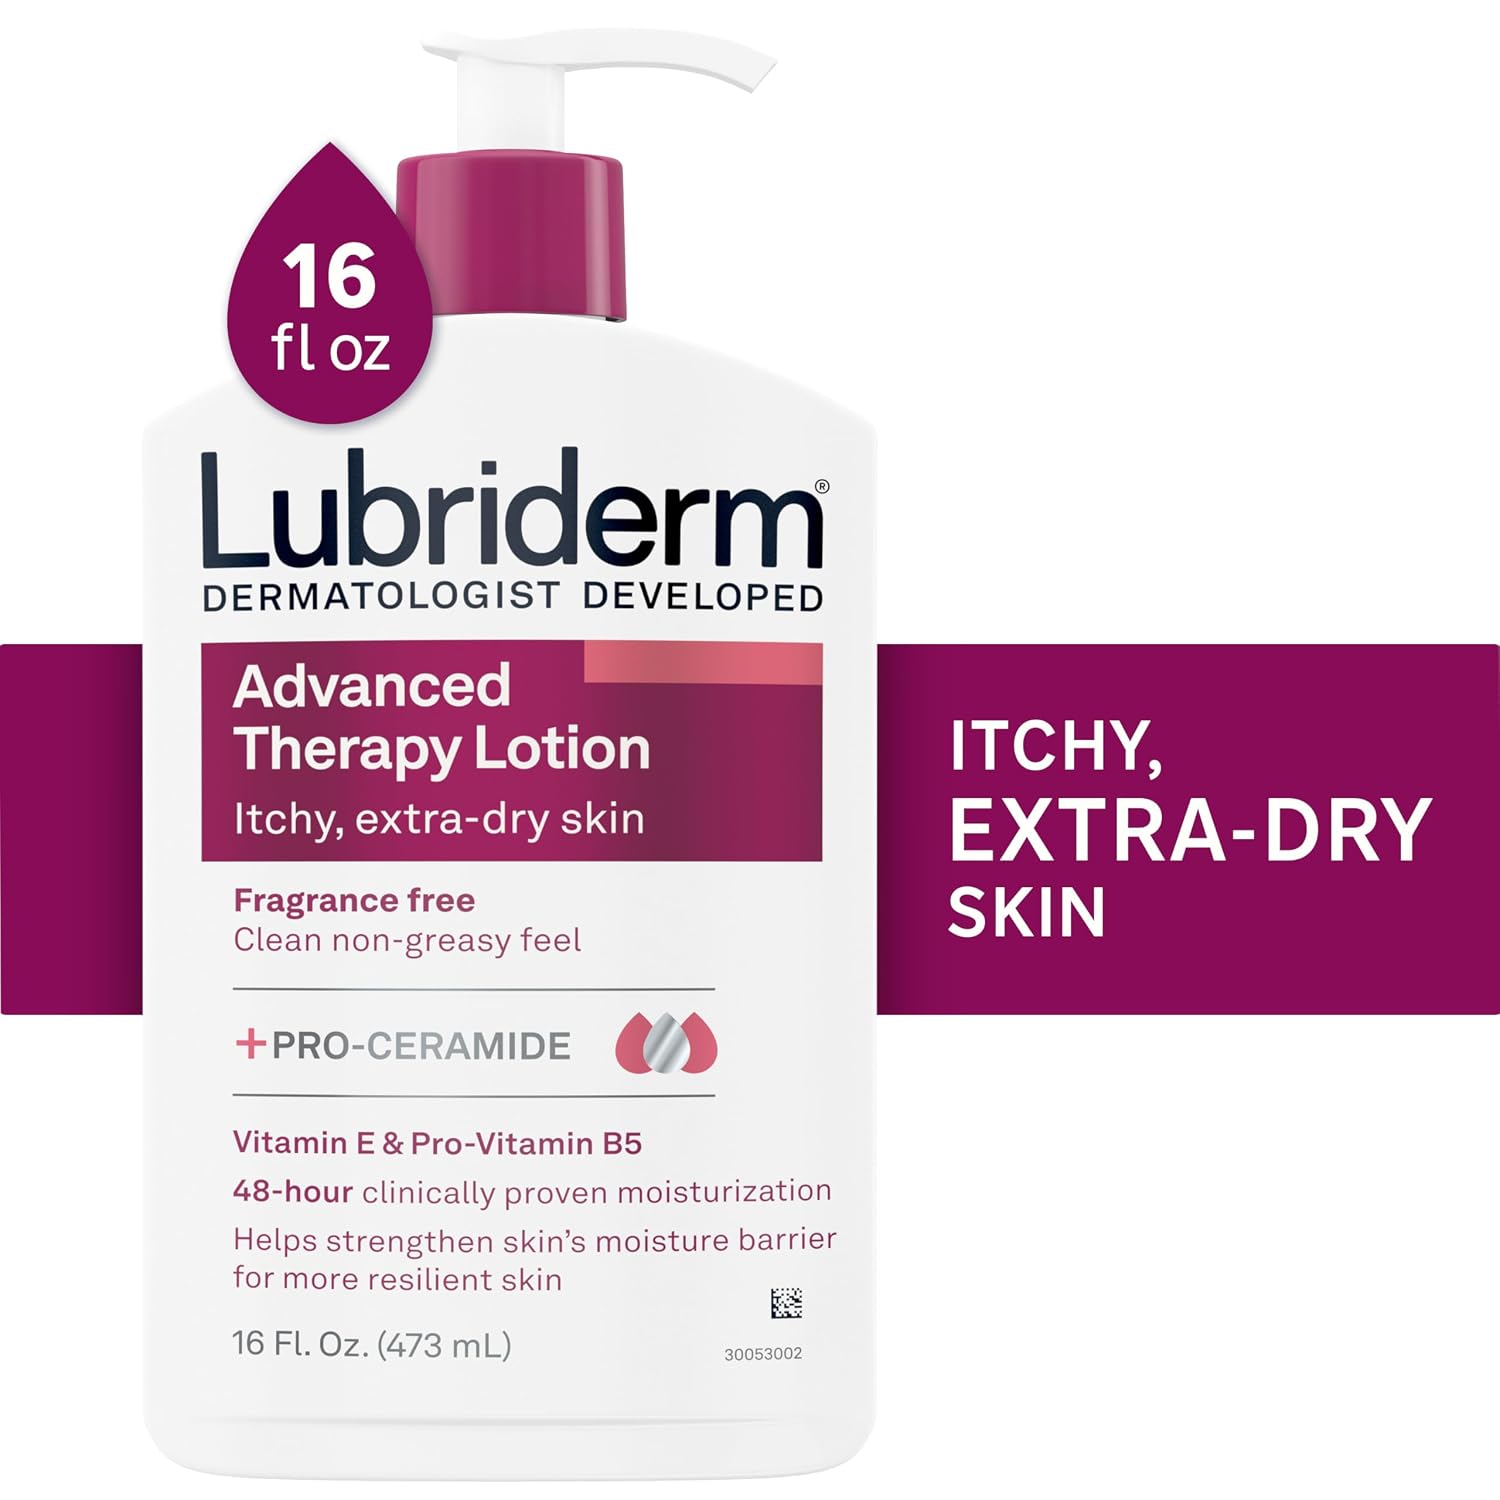 16
fl oz
Lubriderm®
DERMATOLOGIST DEVELOPED
Advanced
Therapy Lotion
Itchy, extra-dry skin
Fragrance free
Clean non-greasy feel
+PRO-CERAMIDE
Vitamin E & Pro-Vitamin B5
48-hour clinically proven moisturization
Helps strengthen skin's moisture barrier
for more resilient skin
16 Fl. Oz. (473 mL)
30053002
ITCHY,
EXTRA-DRY
SKIN